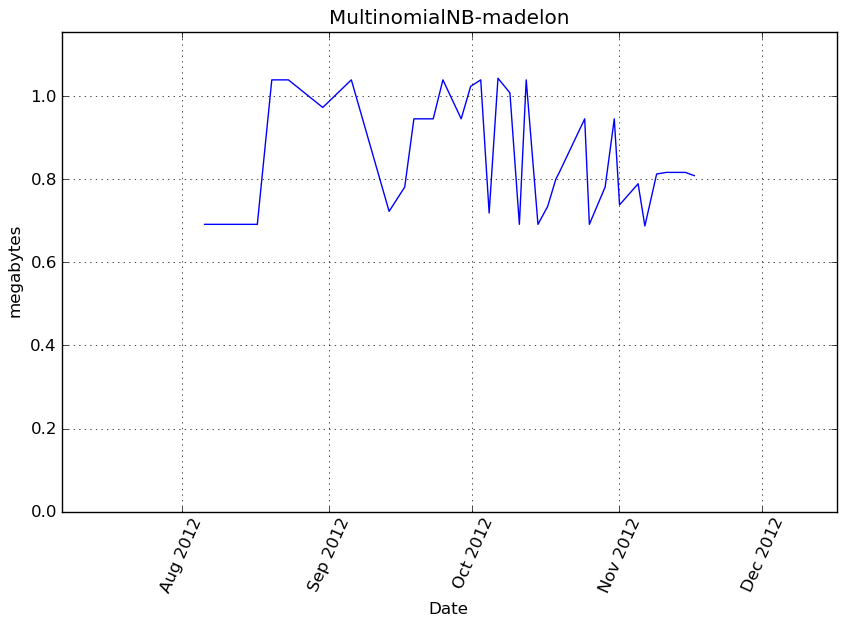 MultinomialNB-madelon
megabytes
1.0
0.8
0.6
0.4
0.2
0.0
Aug 2012
Sep 2012
Oct 2012
Nov 2012
Dec 2012
Date